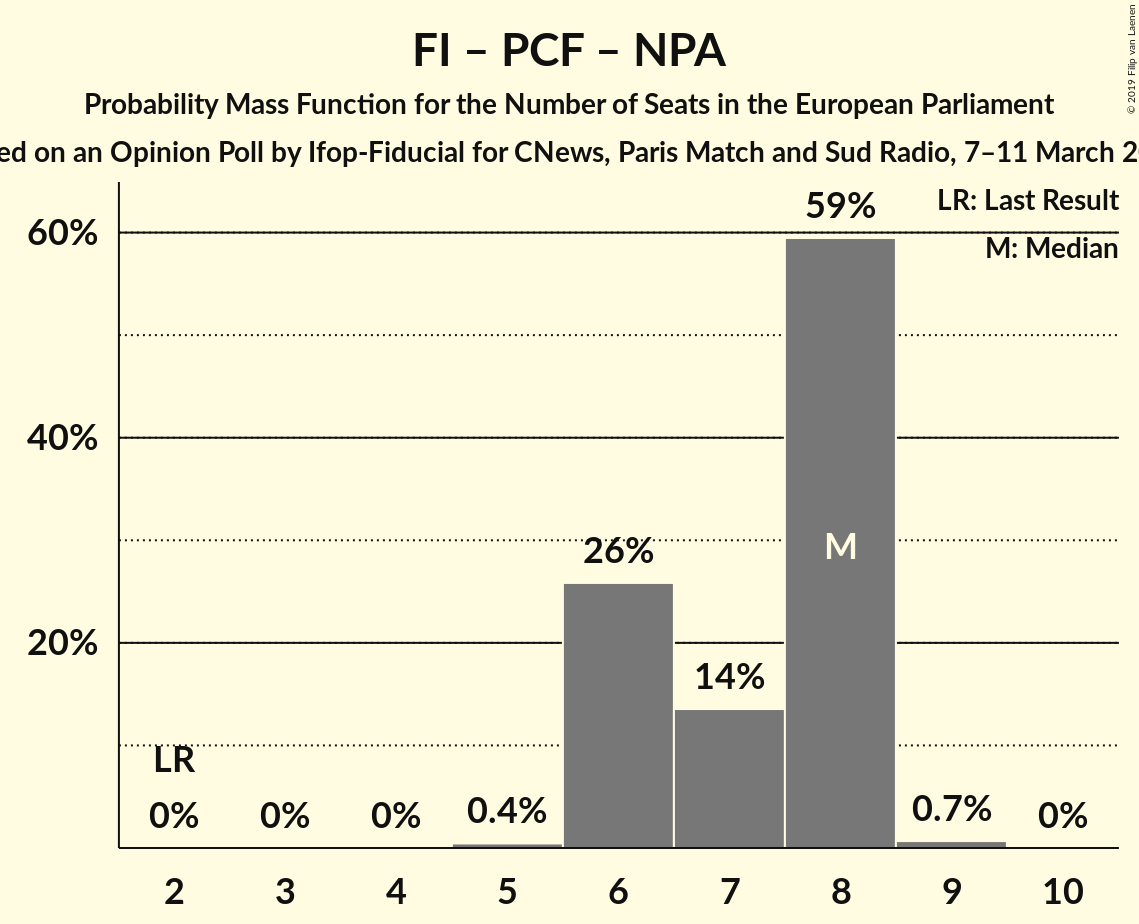 FI – PCF – NPA
Probability Mass Function for the Number of Seats in the European Parliament
on an Opinion Poll by Ifop-Fiducial for CNews, Paris Match and Sud Radio, 7–11 March
© 2019 Filip van Laenen
LR: Last Result
M: Median
60%
40%
20%
59%
26%
14%
M
LR
0%
0%
0%
0.4%
0.7%
0%
2 3 4 5 6 7 8 9 10